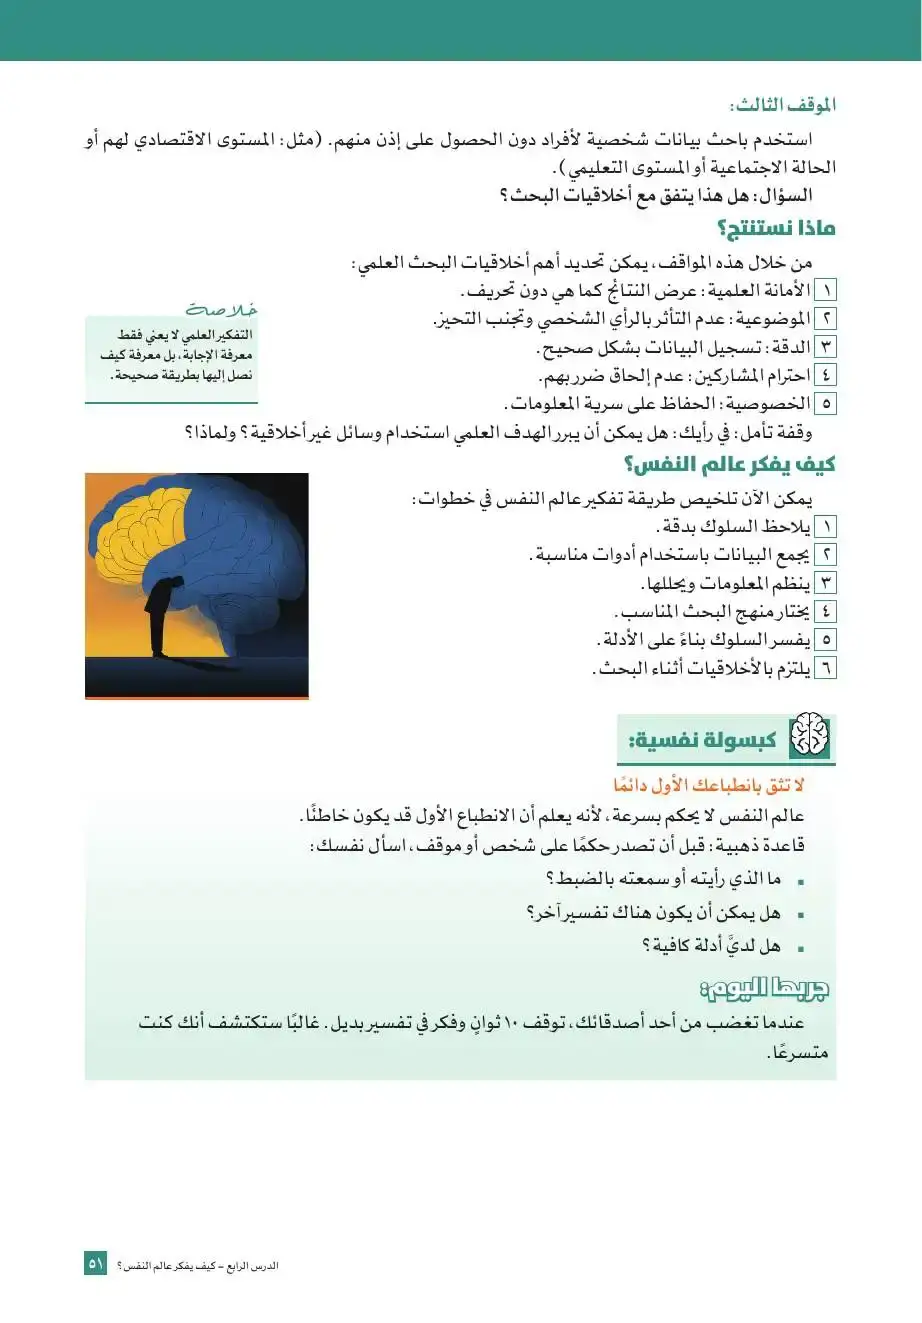 الموقف الثالث:
استخدم باحث بيانات شخصية لأفراد دون الحصول على إذن منهم. (مثل: المستوى الاقتصادي لهم أو
الحالة الاجتماعية أو المستوى التعليمي).
السؤال: هل هذا يتفق مع أخلاقيات البحث؟
ماذا نستنتج؟
من خلال هذه المواقف، يمكن تحديد أهم أخلاقيات البحث العلمي:
١ الأمانة العلمية: عرض النتائج كما هي دون تحريف.
٢ الموضوعية: عدم التأثر بالرأي الشخصي وتجنب التحيز.
٣ الدقة: تسجيل البيانات بشكل صحيح.
٤ احترام المشاركين: عدم إلحاق ضرر بهم.
٥ الخصوصية: الحفاظ على سرية المعلومات.
خلاصة
التفكير العلمي لا يعني فقط
معرفة الإجابة، بل معرفة كيف
نصل إليها بطريقة صحيحة.
وقفة تأمل: في رأيك: هل يمكن أن يبرر الهدف العلمي استخدام وسائل غير أخلاقية؟ ولماذا؟
كيف يفكر عالم النفس؟
يمكن الآن تلخيص طريقة تفكير عالم النفس في خطوات:
١ يلاحظ السلوك بدقة.
٢ يجمع البيانات باستخدام أدوات مناسبة.
٣ ينظم المعلومات ويحللها.
٤ يختار منهج البحث المناسب.
٥ يفسر السلوك بناءً على الأدلة.
٦ يلتزم بالأخلاقيات أثناء البحث.
كبسولة نفسية:
لا تثق بانطباعك الأول دائمًا
عالم النفس لا يحكم بسرعة، لأنه يعلم أن الانطباع الأول قد يكون خاطئًا.
قاعدة ذهبية: قبل أن تصدر حكمًا على شخص أو موقف، اسأل نفسك:
▪ ما الذي رأيته أو سمعته بالضبط؟
▪ هل يمكن أن يكون هناك تفسير آخر؟
▪ هل لديَّ أدلة كافية؟
جربها اليوم:
عندما تغضب من أحد أصدقائك، توقف ١٠ ثوانٍ وفكر في تفسير بديل. غالبًا ستكتشف أنك كنت
متسرعًا.
الدرس الرابع – كيف يفكر عالم النفس؟ ٥١